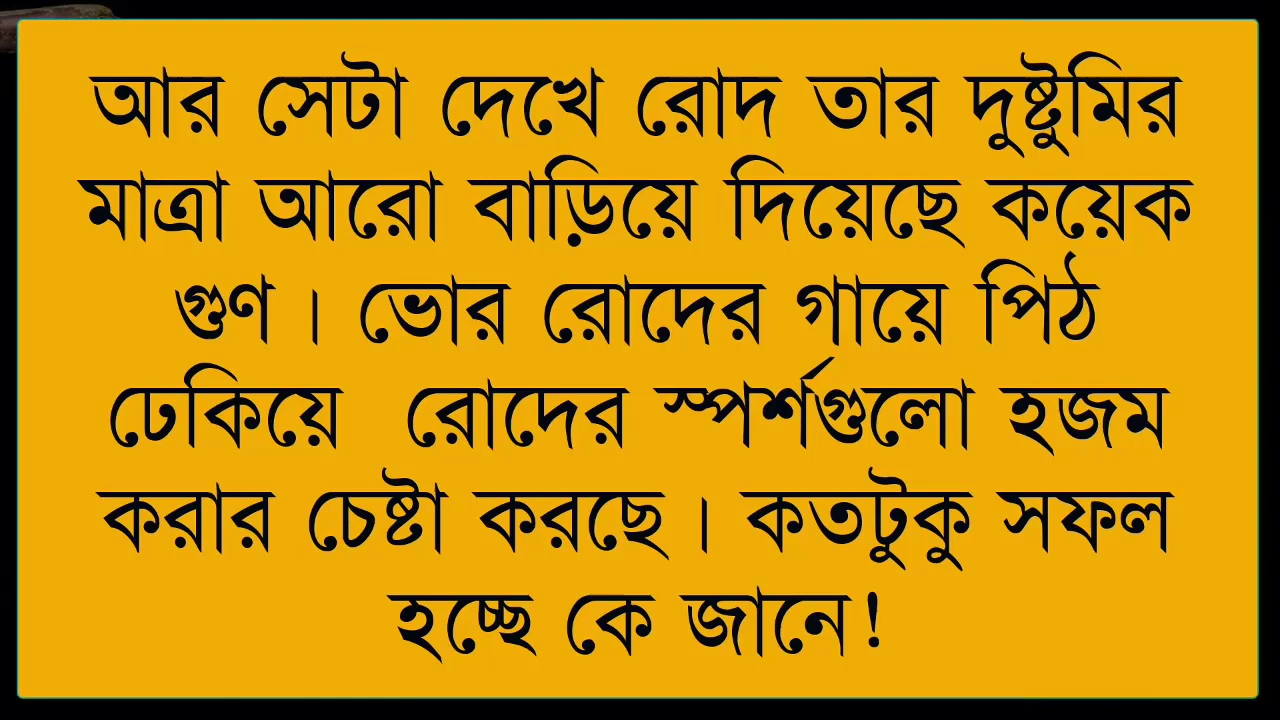 আর সেটা দেখে রোদ তার দুষ্টুমির
মাত্রা আরো বাড়িয়ে দিয়েছে কয়েক
গুণ। ভোর রোদের গায়ে পিঠ
ঢেকিয়ে রোদের স্পর্শগুলো হজম
করার চেষ্টা করছে। কতটুকু সফল
হচ্ছে কে জানে!